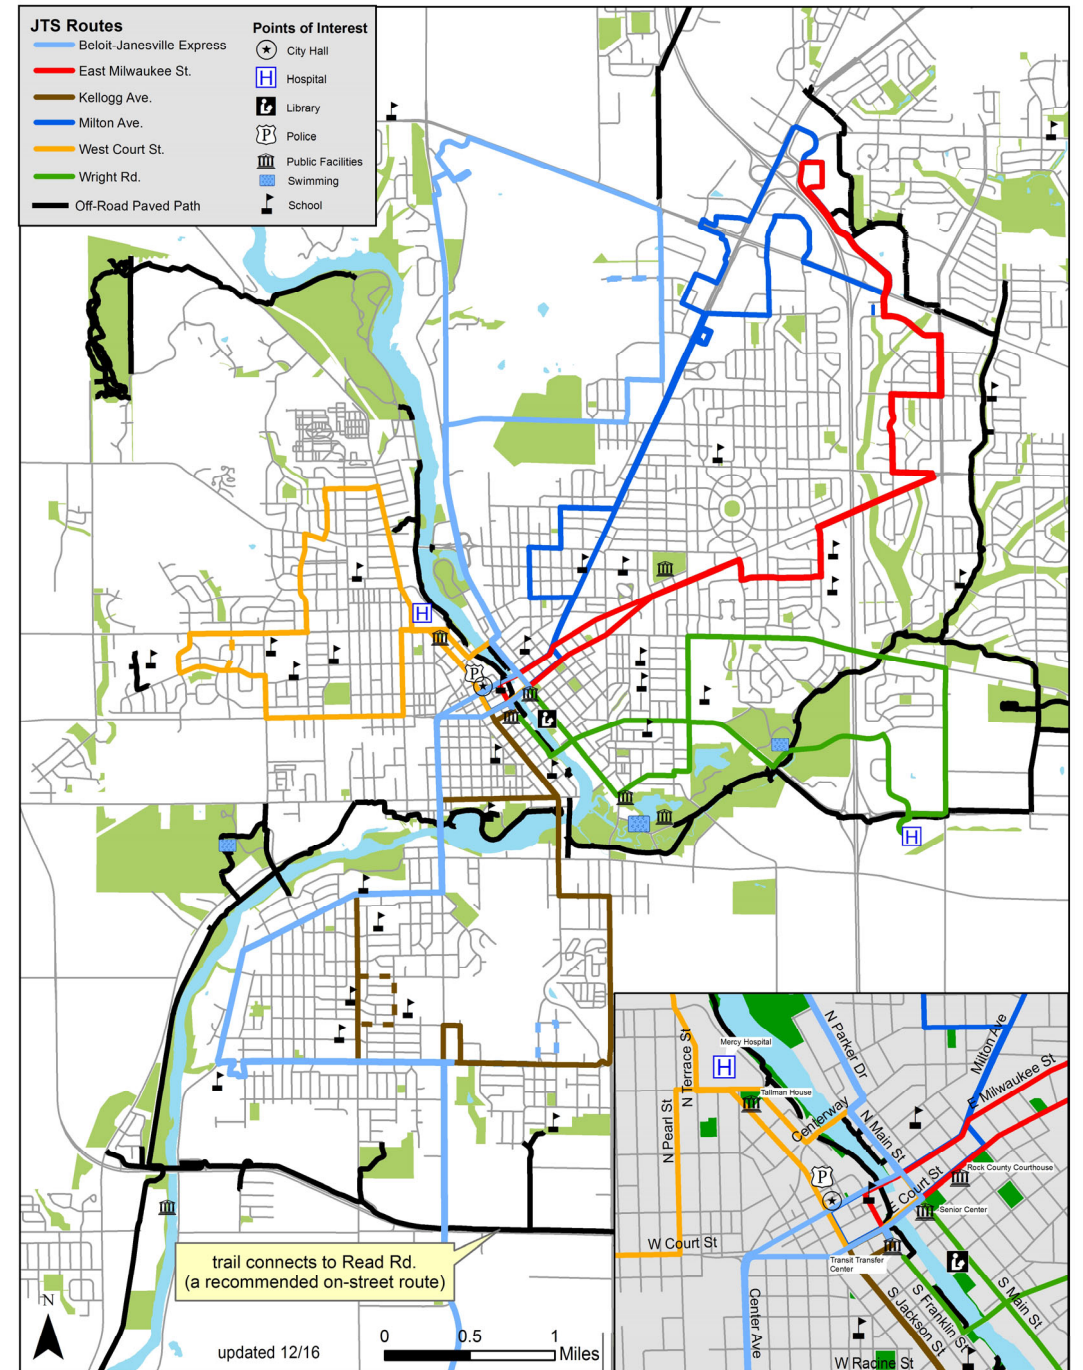 JTS Routes
Beloit-Janesville Express
East Milwaukee St.
Kellogg Ave.
Milton Ave.
West Court St.
Wright Rd.
Off-Road Paved Path
Points of Interest
City Hall
H
Hospital
Library
P
Police
Public Facilities
Swimming
School
H
P
H
trail connects to Read Rd.
(a recommended on-street route)
N
updated 12/16
0 0.5 1
Miles
N Parker Dr
Mercy Hospital
H
N Terrace St
Milton Ave
E Milwaukee St
Tallman House
N Pearl St
Centerway
N Main St
P
Rock County Courthouse
E Court St
Senior Center
W Court St
Transit Transfer
Center
Center Ave
S Jackson St
S Franklin St
S Main St
W Racine St